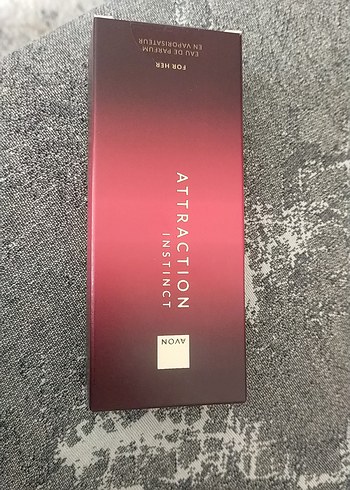 AVON
ATTRACTION
INSTINCT
FOR HER
EAU DE PARFUM
EN VAPORISATEUR